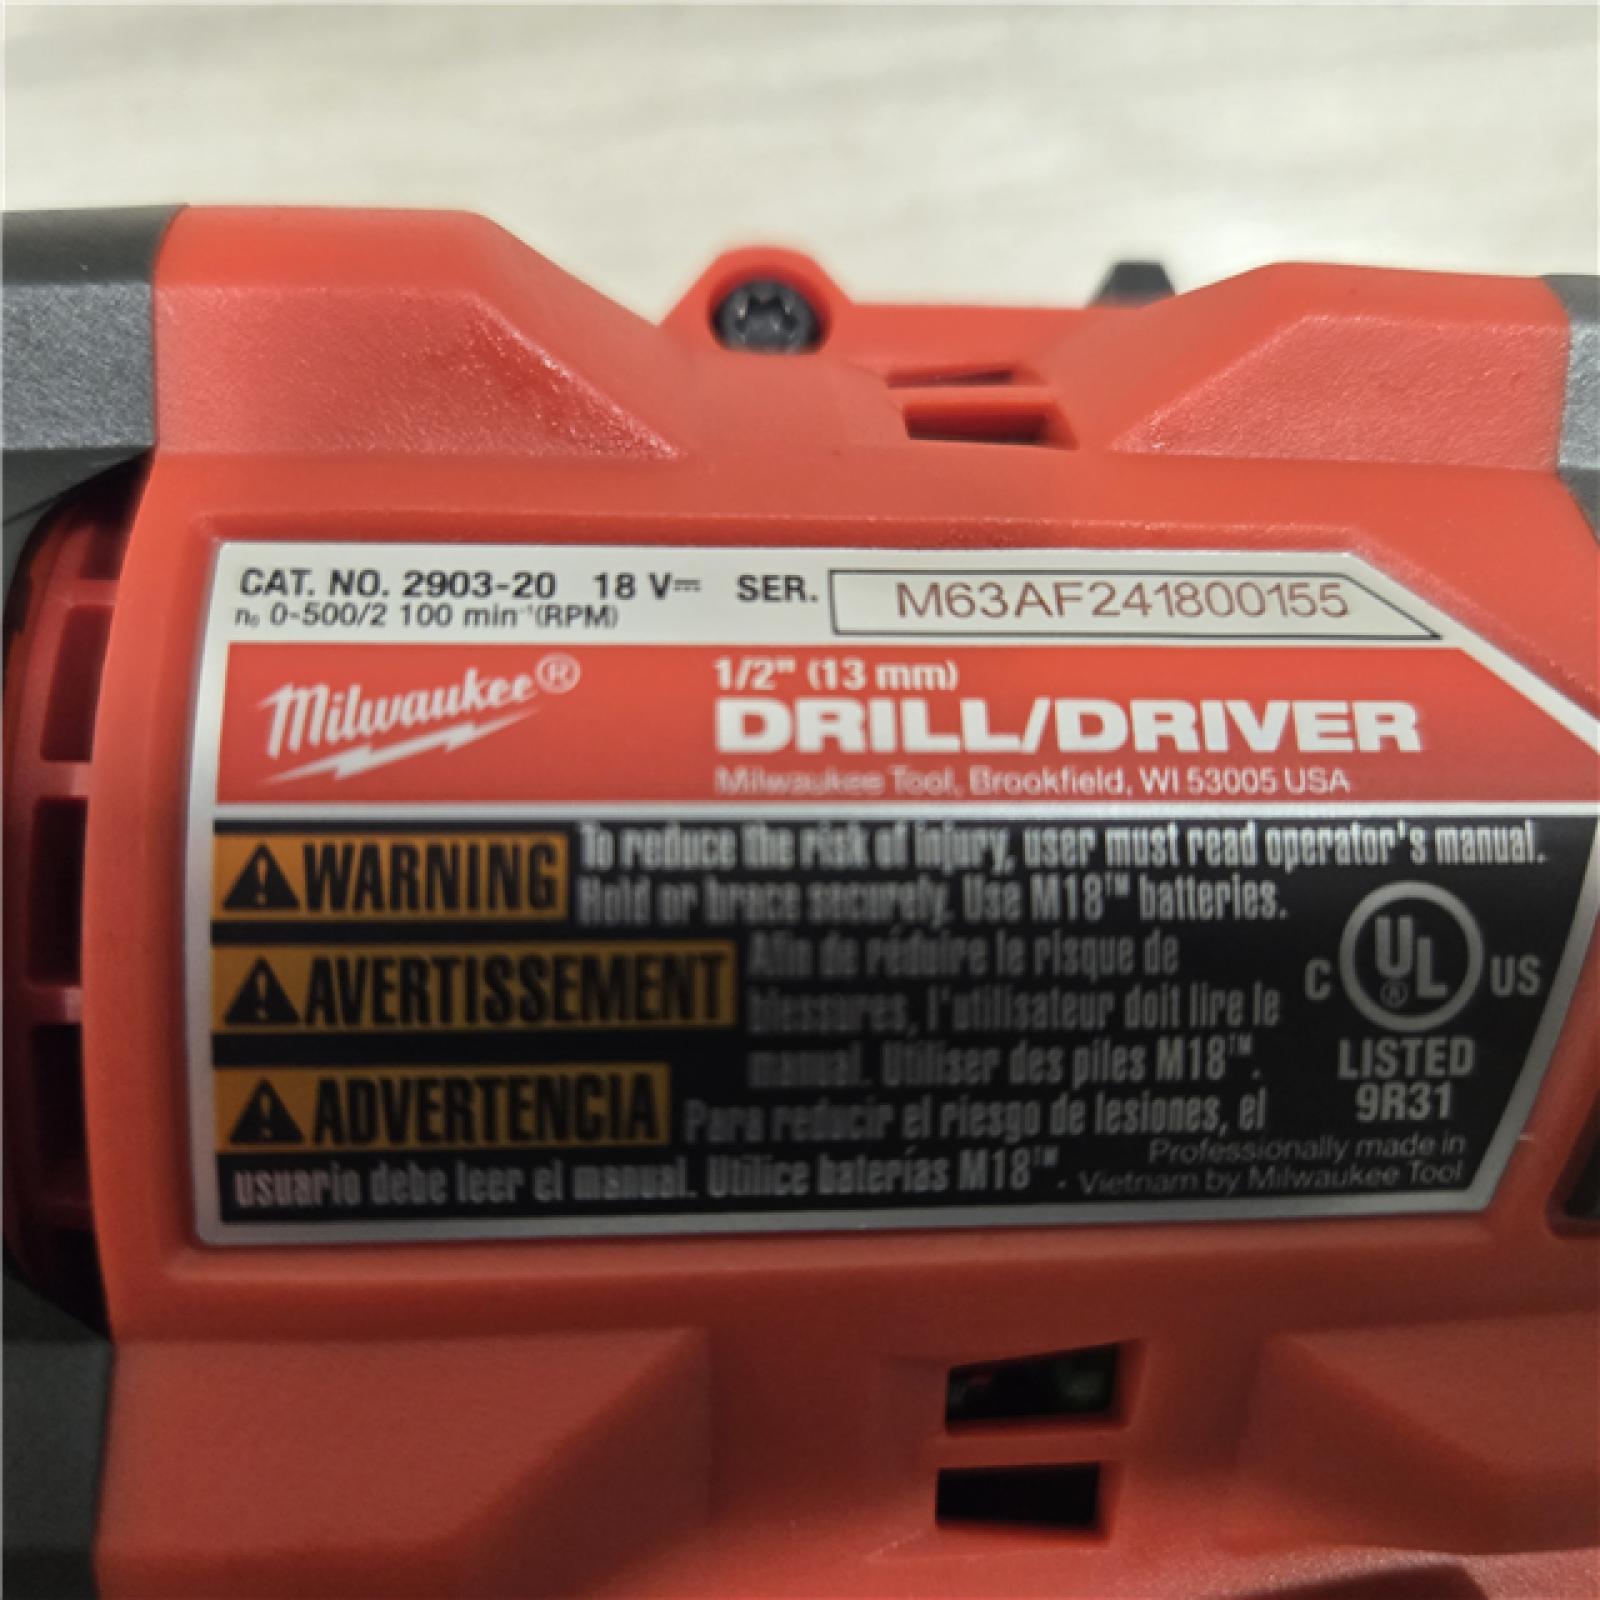 CAT. NO. 2903-20 18 V⎓ SER. M63AF241800155
n₀ 0-500/2 100 min⁻¹(RPM)
Milwaukee®
1/2" (13 mm)
DRILL/DRIVER
Milwaukee Tool, Brookfield, WI 53005 USA
⚠WARNING To reduce the risk of injury, user must read operator's manual.
Hold or brace securely. Use M18™ batteries.
⚠AVERTISSEMENT Afin de réduire le risque de
blessures, l'utilisateur doit lire le
manual. Utiliser des piles M18™.
⚠ADVERTENCIA Para reducir el riesgo de lesiones, el
usuario debe leer el manual. Utilice baterías M18™.
C UL® US
LISTED
9R31
Professionally made in
Vietnam by Milwaukee Tool